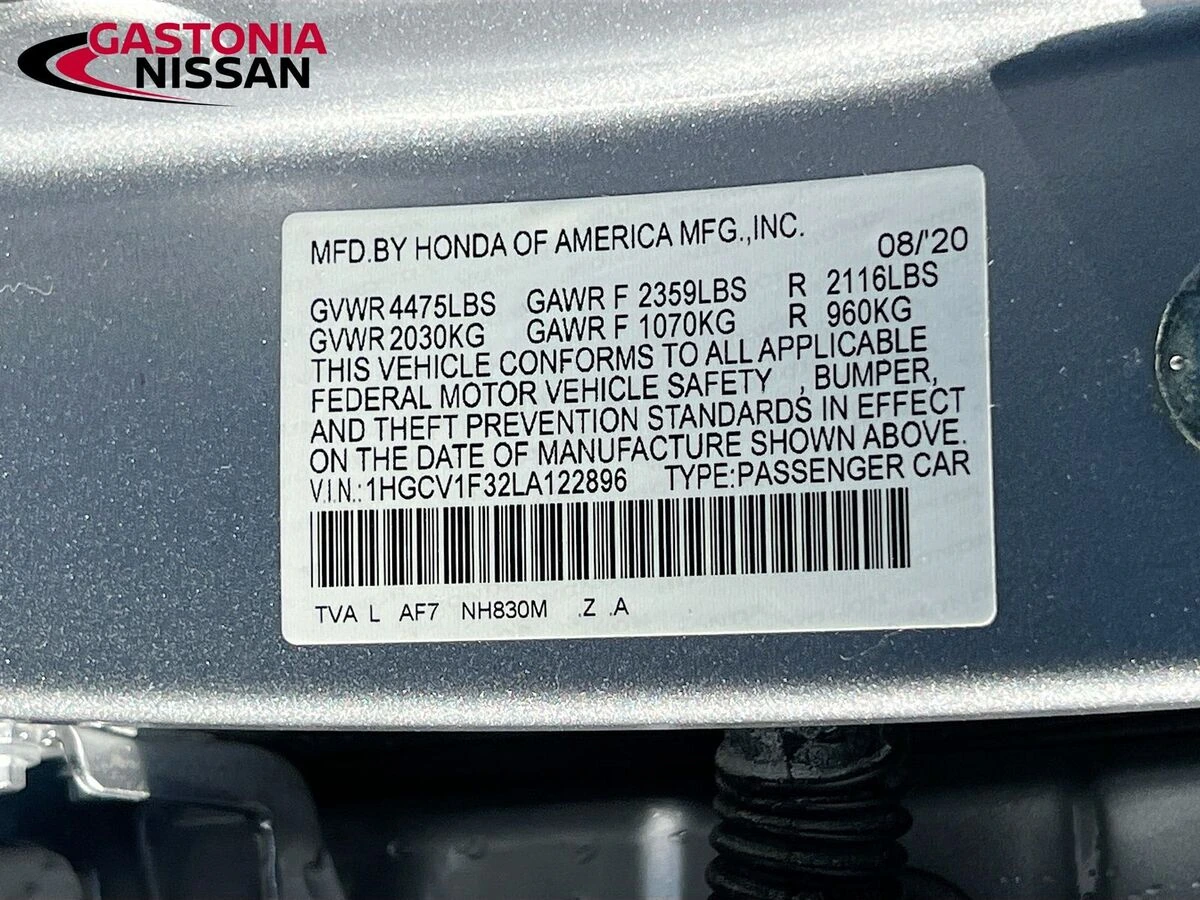 GASTONIA
NISSAN
MFD.BY HONDA OF AMERICA MFG.,INC. 08/'20
GVWR 4475LBS GAWR F 2359LBS R 2116LBS
GVWR 2030KG GAWR F 1070KG R 960KG
THIS VEHICLE CONFORMS TO ALL APPLICABLE
FEDERAL MOTOR VEHICLE SAFETY , BUMPER,
AND THEFT PREVENTION STANDARDS IN EFFECT
ON THE DATE OF MANUFACTURE SHOWN ABOVE.
V.I.N.:1HGCV1F32LA122896 TYPE:PASSENGER CAR
TVA L AF7 NH830M .Z .A